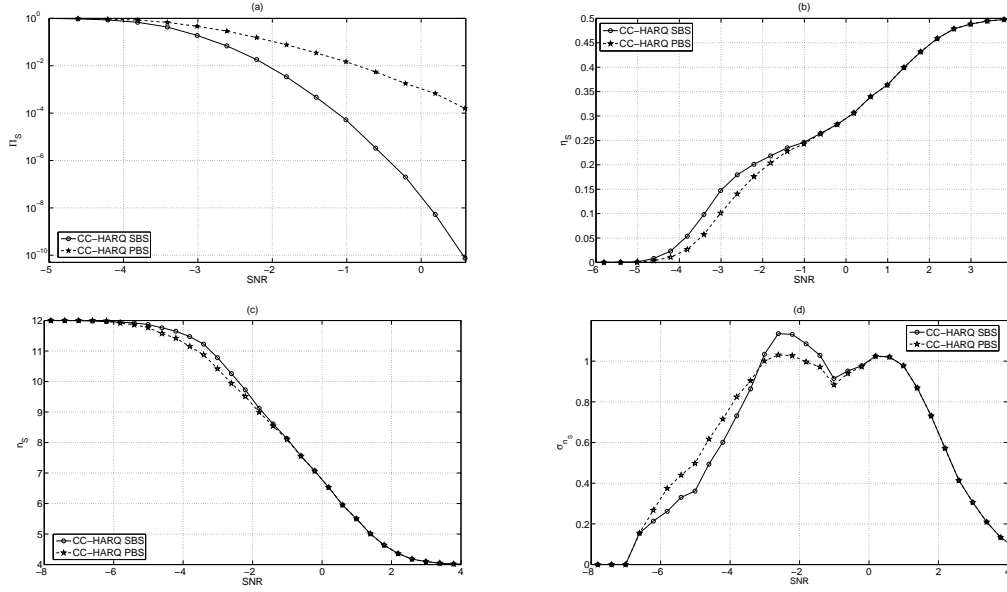 (a)
10^0
10^−2
10^−4
10^−6
10^−8
10^−10
Π_S
CC−HARQ SBS
CC−HARQ PBS
−5 −4 −3 −2 −1 0
SNR
(b)
0.5
0.45
0.4
0.35
0.3
0.25
0.2
0.15
0.1
0.05
0
η_S
CC−HARQ SBS
CC−HARQ PBS
−6 −5 −4 −3 −2 −1 0 1 2 3
SNR
(c)
12
11
10
9
8
7
6
5
4
n_S
CC−HARQ SBS
CC−HARQ PBS
−8 −6 −4 −2 0 2 4
SNR
(d)
1
0.8
0.6
0.4
0.2
0
σ_n_S
CC−HARQ SBS
CC−HARQ PBS
−8 −6 −4 −2 0 2 4
SNR